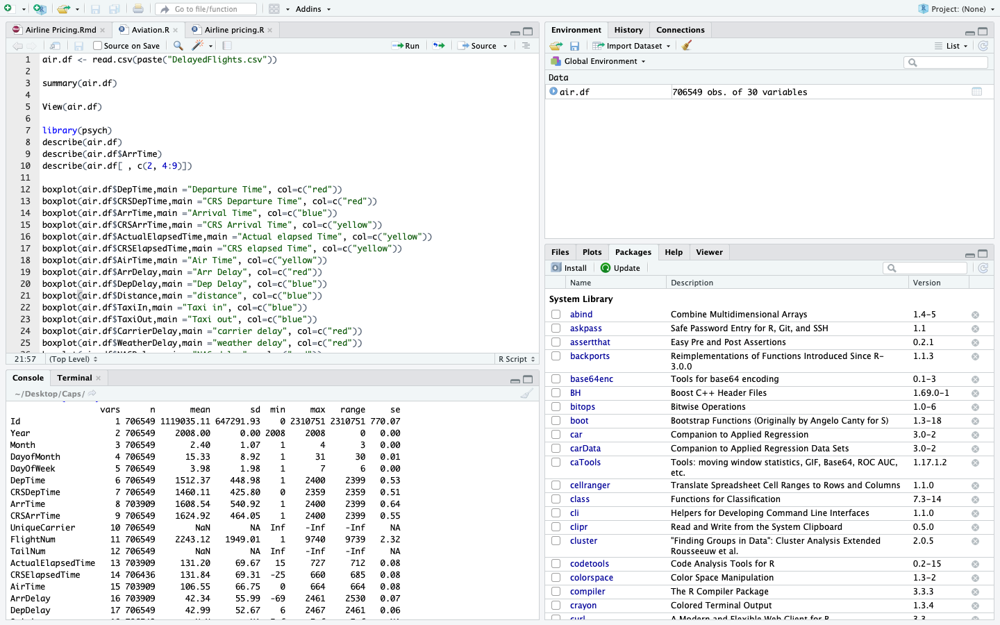 Go to file/function
Addins
Project: (None)
Airline Pricing.Rmd
Aviation.R
Airline pricing.R
Source on Save
Run
Source
1 air.df <- read.csv(paste("DelayedFlights.csv"))
2
3 summary(air.df)
4
5 View(air.df)
6
7 library(psych)
8 describe(air.df)
9 describe(air.df$ArrTime)
10 describe(air.df[ , c(2, 4:9)])
11
12 boxplot(air.df$DepTime,main ="Departure Time", col=c("red"))
13 boxplot(air.df$CRSDepTime,main ="CRS Departure Time", col=c("red"))
14 boxplot(air.df$ArrTime,main ="Arrival Time", col=c("blue"))
15 boxplot(air.df$CRSArrTime,main ="CRS Arrival Time", col=c("yellow"))
16 boxplot(air.df$ActualElapsedTime,main ="Actual elapsed Time", col=c("yellow"))
17 boxplot(air.df$CRSElapsedTime,main ="CRS elapsed Time", col=c("yellow"))
18 boxplot(air.df$AirTime,main ="Air Time", col=c("yellow"))
19 boxplot(air.df$ArrDelay,main ="Arr Delay", col=c("red"))
20 boxplot(air.df$DepDelay,main ="Dep Delay", col=c("blue"))
21 boxplot(air.df$Distance,main ="distance", col=c("blue"))
22 boxplot(air.df$TaxiIn,main ="Taxi in", col=c("blue"))
23 boxplot(air.df$TaxiOut,main ="Taxi out", col=c("blue"))
24 boxplot(air.df$CarrierDelay,main ="carrier delay", col=c("red"))
25 boxplot(air.df$WeatherDelay,main ="weather delay", col=c("red"))
21:57 (Top Level) R Script
Console Terminal
~/Desktop/Caps/
vars n mean sd min max range se
Id 1 706549 1119035.11 647291.93 0 2310751 2310751 770.07
Year 2 706549 2008.00 0.00 2008 2008 0 0.00
Month 3 706549 2.40 1.07 1 4 3 0.00
DayofMonth 4 706549 15.33 8.92 1 31 30 0.01
DayOfWeek 5 706549 3.98 1.98 1 7 6 0.00
DepTime 6 706549 1512.37 448.98 1 2400 2399 0.53
CRSDepTime 7 706549 1460.11 425.80 0 2359 2359 0.51
ArrTime 8 703909 1608.54 540.92 1 2400 2399 0.64
CRSArrTime 9 706549 1624.92 464.05 1 2400 2399 0.55
UniqueCarrier 10 706549 NaN NA Inf -Inf -Inf NA
FlightNum 11 706549 2243.12 1949.01 1 9740 9739 2.32
TailNum 12 706549 NaN NA Inf -Inf -Inf NA
ActualElapsedTime 13 703909 131.20 69.67 15 727 712 0.08
CRSElapsedTime 14 706436 131.84 69.31 -25 660 685 0.08
AirTime 15 703909 106.55 66.75 0 664 664 0.08
ArrDelay 16 703909 42.34 55.99 -69 2461 2530 0.07
DepDelay 17 706549 42.99 52.67 6 2467 2461 0.06
Environment History Connections
Import Dataset
List
Global Environment
Data
air.df 706549 obs. of 30 variables
Files Plots Packages Help Viewer
Install Update
Name Description Version
System Library
abind Combine Multidimensional Arrays 1.4-5
askpass Safe Password Entry for R, Git, and SSH 1.1
assertthat Easy Pre and Post Assertions 0.2.1
backports Reimplementations of Functions Introduced Since R- 1.1.3
3.0.0
base64enc Tools for base64 encoding 0.1-3
BH Boost C++ Header Files 1.69.0-1
bitops Bitwise Operations 1.0-6
boot Bootstrap Functions (Originally by Angelo Canty for S) 1.3-18
car Companion to Applied Regression 3.0-2
carData Companion to Applied Regression Data Sets 3.0-2
caTools Tools: moving window statistics, GIF, Base64, ROC AUC, 1.17.1.2
etc.
cellranger Translate Spreadsheet Cell Ranges to Rows and Columns 1.1.0
class Functions for Classification 7.3-14
cli Helpers for Developing Command Line Interfaces 1.1.0
clipr Read and Write from the System Clipboard 0.5.0
cluster "Finding Groups in Data": Cluster Analysis Extended 2.0.5
Rousseeuw et al.
codetools Code Analysis Tools for R 0.2-15
colorspace Color Space Manipulation 1.3-2
compiler The R Compiler Package 3.3.3
crayon Colored Terminal Output 1.3.4
curl A Modern and Flexible Web Client for R 3.3